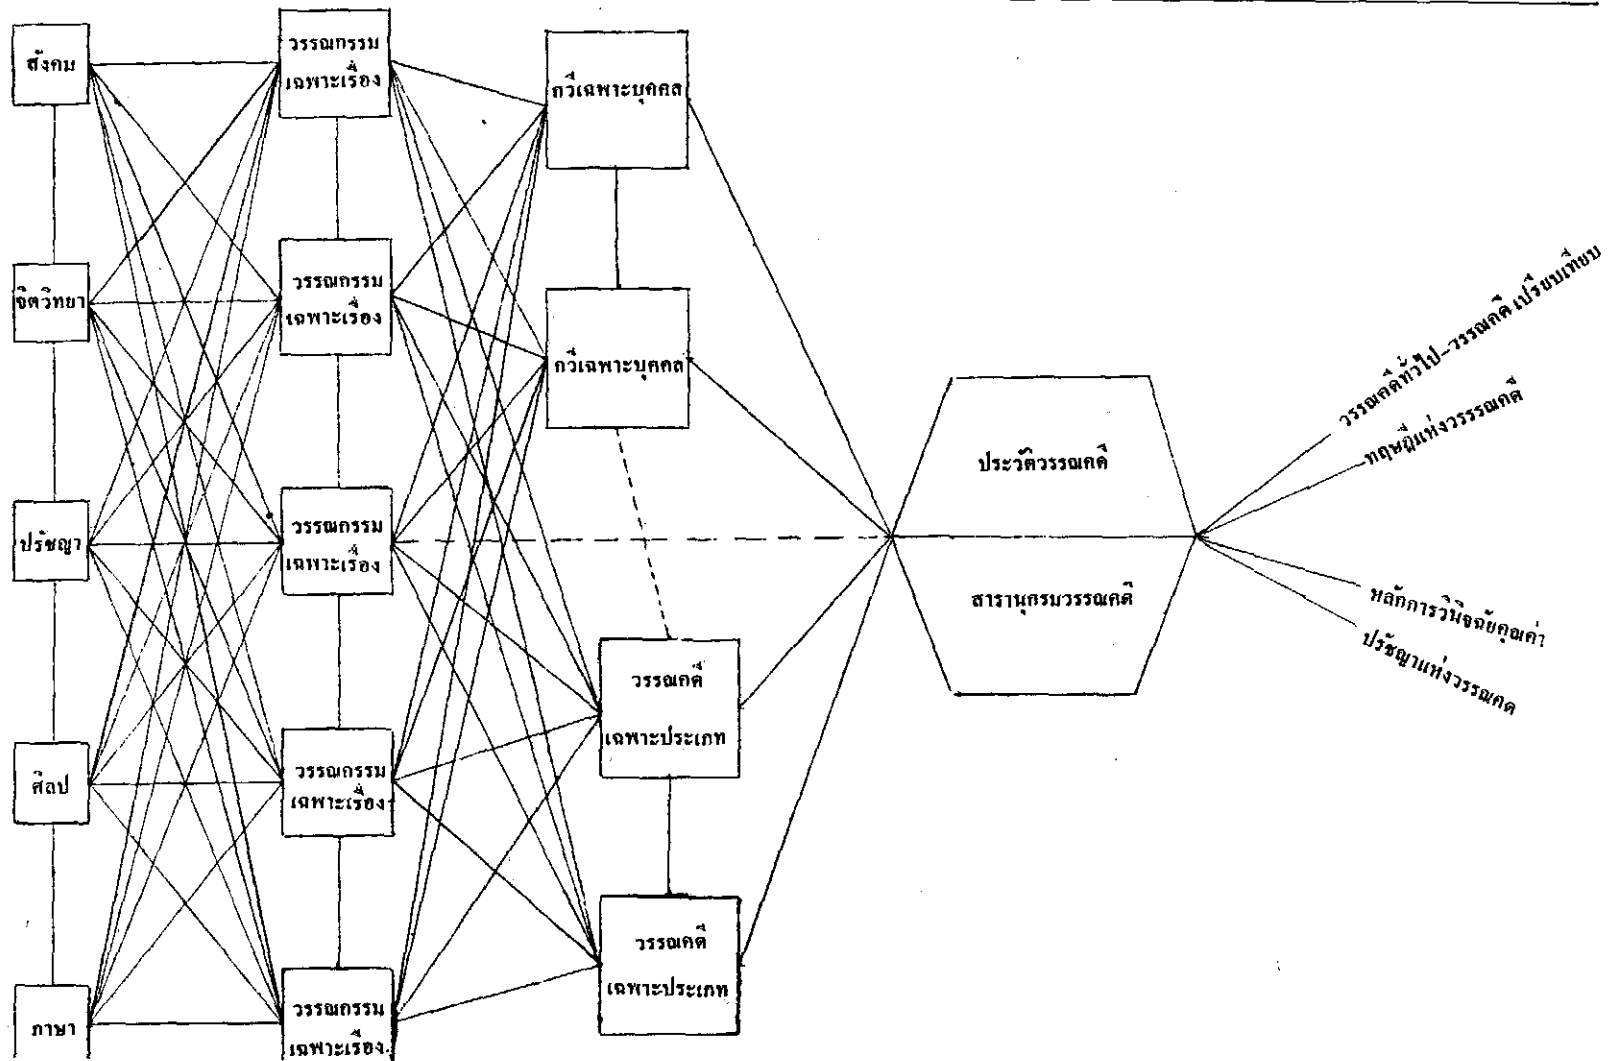 สังคม
จิตวิทยา
ปรัชญา
ศิลป
ภาษา
วรรณกรรม
เฉพาะเรื่อง
วรรณกรรม
เฉพาะเรื่อง
วรรณกรรม
เฉพาะเรื่อง
วรรณกรรม
เฉพาะเรื่อง
วรรณกรรม
เฉพาะเรื่อง
กวีเฉพาะบุคคล
กวีเฉพาะบุคคล
วรรณคดี
เฉพาะประเภท
วรรณคดี
เฉพาะประเภท
ประวัติวรรณคดี
สารานุกรมวรรณคดี
วรรณคดีทั่วไป-วรรณคดีเปรียบเทียบ
ทฤษฎีแห่งวรรรณคดี
หลักการวินิจฉัยคุณค่า
ปรัชญาแห่งวรรณคด